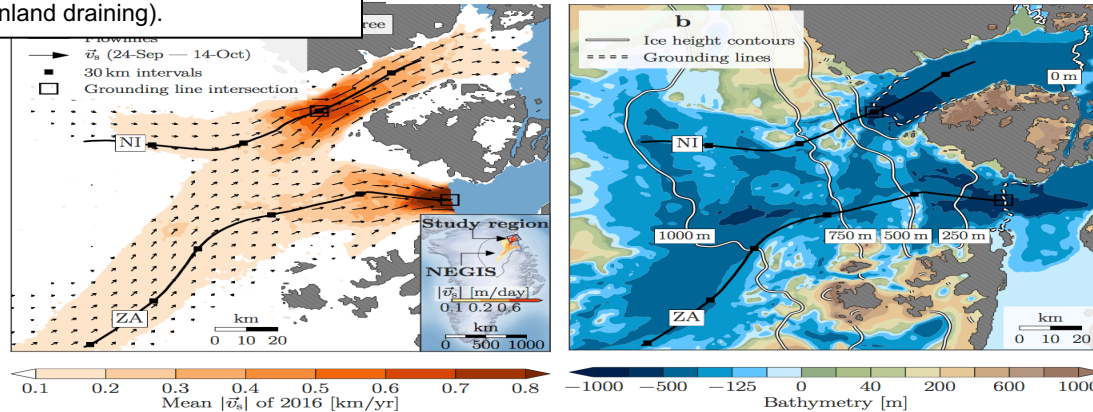 nland draining).
ree
v⃗s (24-Sep — 14-Oct)
30 km intervals
Grounding line intersection
NI
ZA
km
0 10 20
Study region
NEGIS
|v⃗s| [m/day]
0.1 0.2 0.6
km
0 500 1000
0.1 0.2 0.3 0.4 0.5 0.6 0.7 0.8
Mean |v⃗s| of 2016 [km/yr]
b
Ice height contours
Grounding lines
0 m
NI
1000 m
750 m
500 m
250 m
ZA
km
0 10 20
−1000 −500 −125 0 40 200 600 1000
Bathymetry [m]